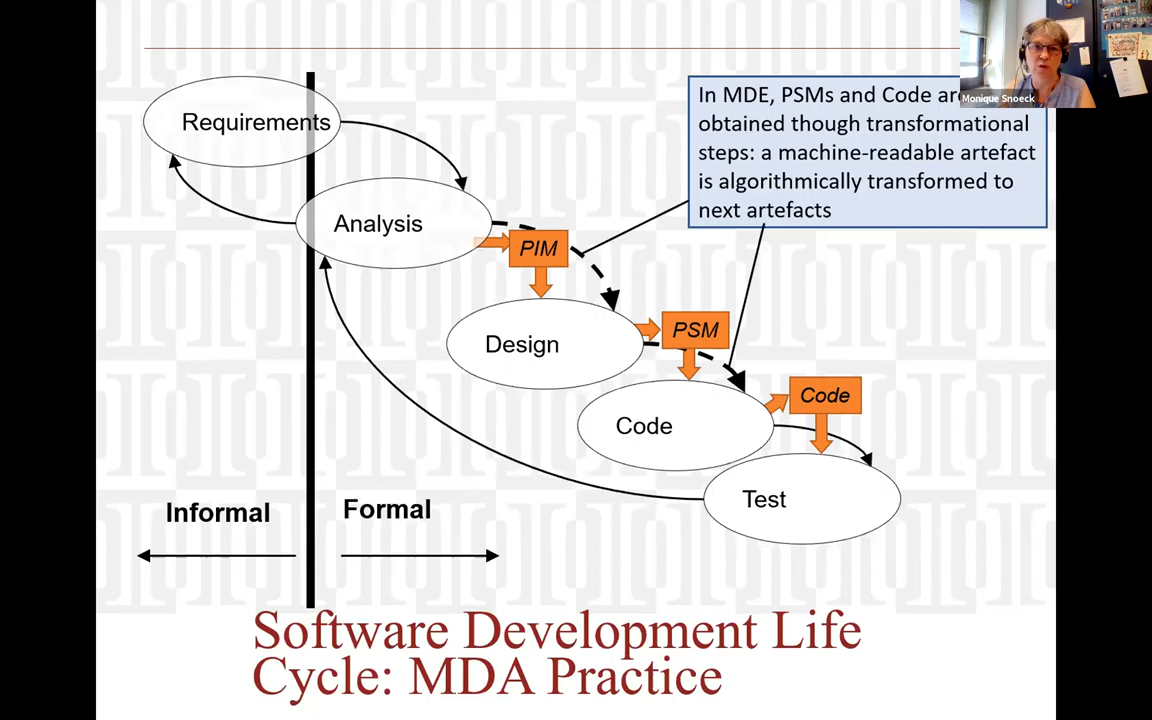 Monique Snoeck
In MDE, PSMs and Code
obtained though transformational
steps: a machine-readable artefact
is algorithmically transformed to
next artefacts
Requirements
Analysis
PIM
Design
PSM
Code
Code
Test
Informal
Formal
Software Development Life
Cycle: MDA Practice